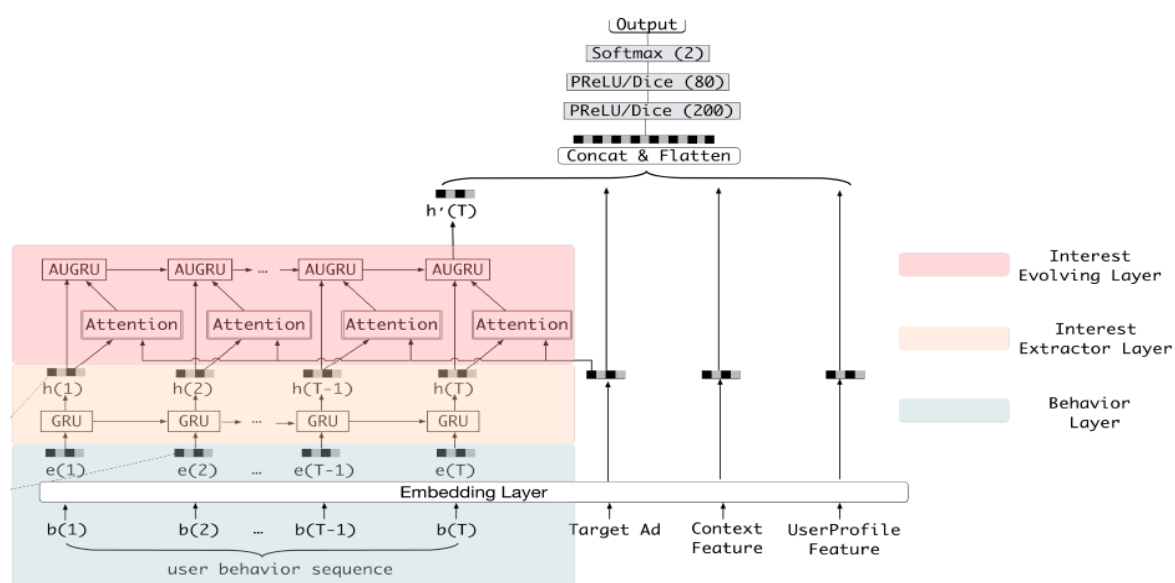 Output
Softmax (2)
PReLU/Dice (80)
PReLU/Dice (200)
Concat & Flatten
h'(T)
AUGRU AUGRU ... AUGRU AUGRU
Attention Attention Attention Attention
h(1) h(2) h(T-1) h(T)
GRU GRU ... GRU GRU
e(1) e(2) ... e(T-1) e(T)
Embedding Layer
b(1) b(2) ... b(T-1) b(T)
user behavior sequence
Target Ad
Context
Feature
UserProfile
Feature
Interest
Evolving Layer
Interest
Extractor Layer
Behavior
Layer